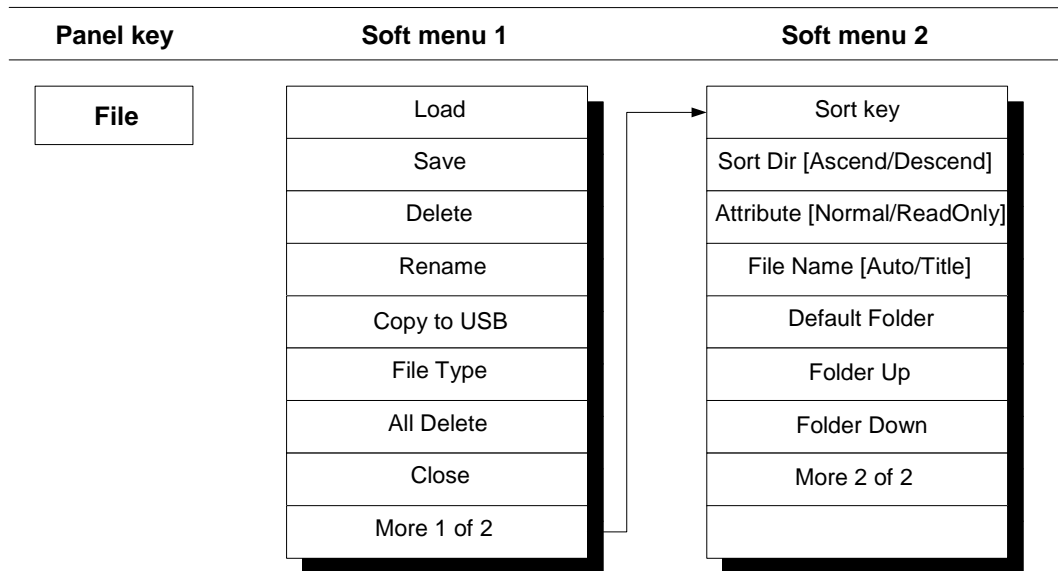 Panel key
Soft menu 1
Soft menu 2
File
Load
Save
Delete
Rename
Copy to USB
File Type
All Delete
Close
More 1 of 2
Sort key
Sort Dir [Ascend/Descend]
Attribute [Normal/ReadOnly]
File Name [Auto/Title]
Default Folder
Folder Up
Folder Down
More 2 of 2